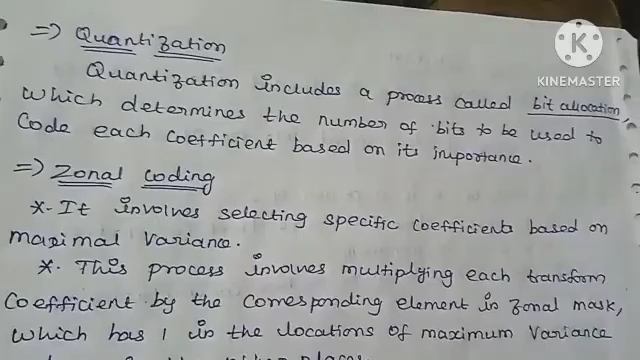 => Quantization
Quantization includes a process called bit allocation,
which determines the number of bits to be used to
Code each coefficient based on its importance.
=> Zonal Coding
*. It involves selecting specific coefficients based on
maximal variance.
*. This process involves multiplying each transform
Coefficient by the corresponding element in zonal mask,
which has 1 in the locations of maximum variance
places
K
KINEMASTER